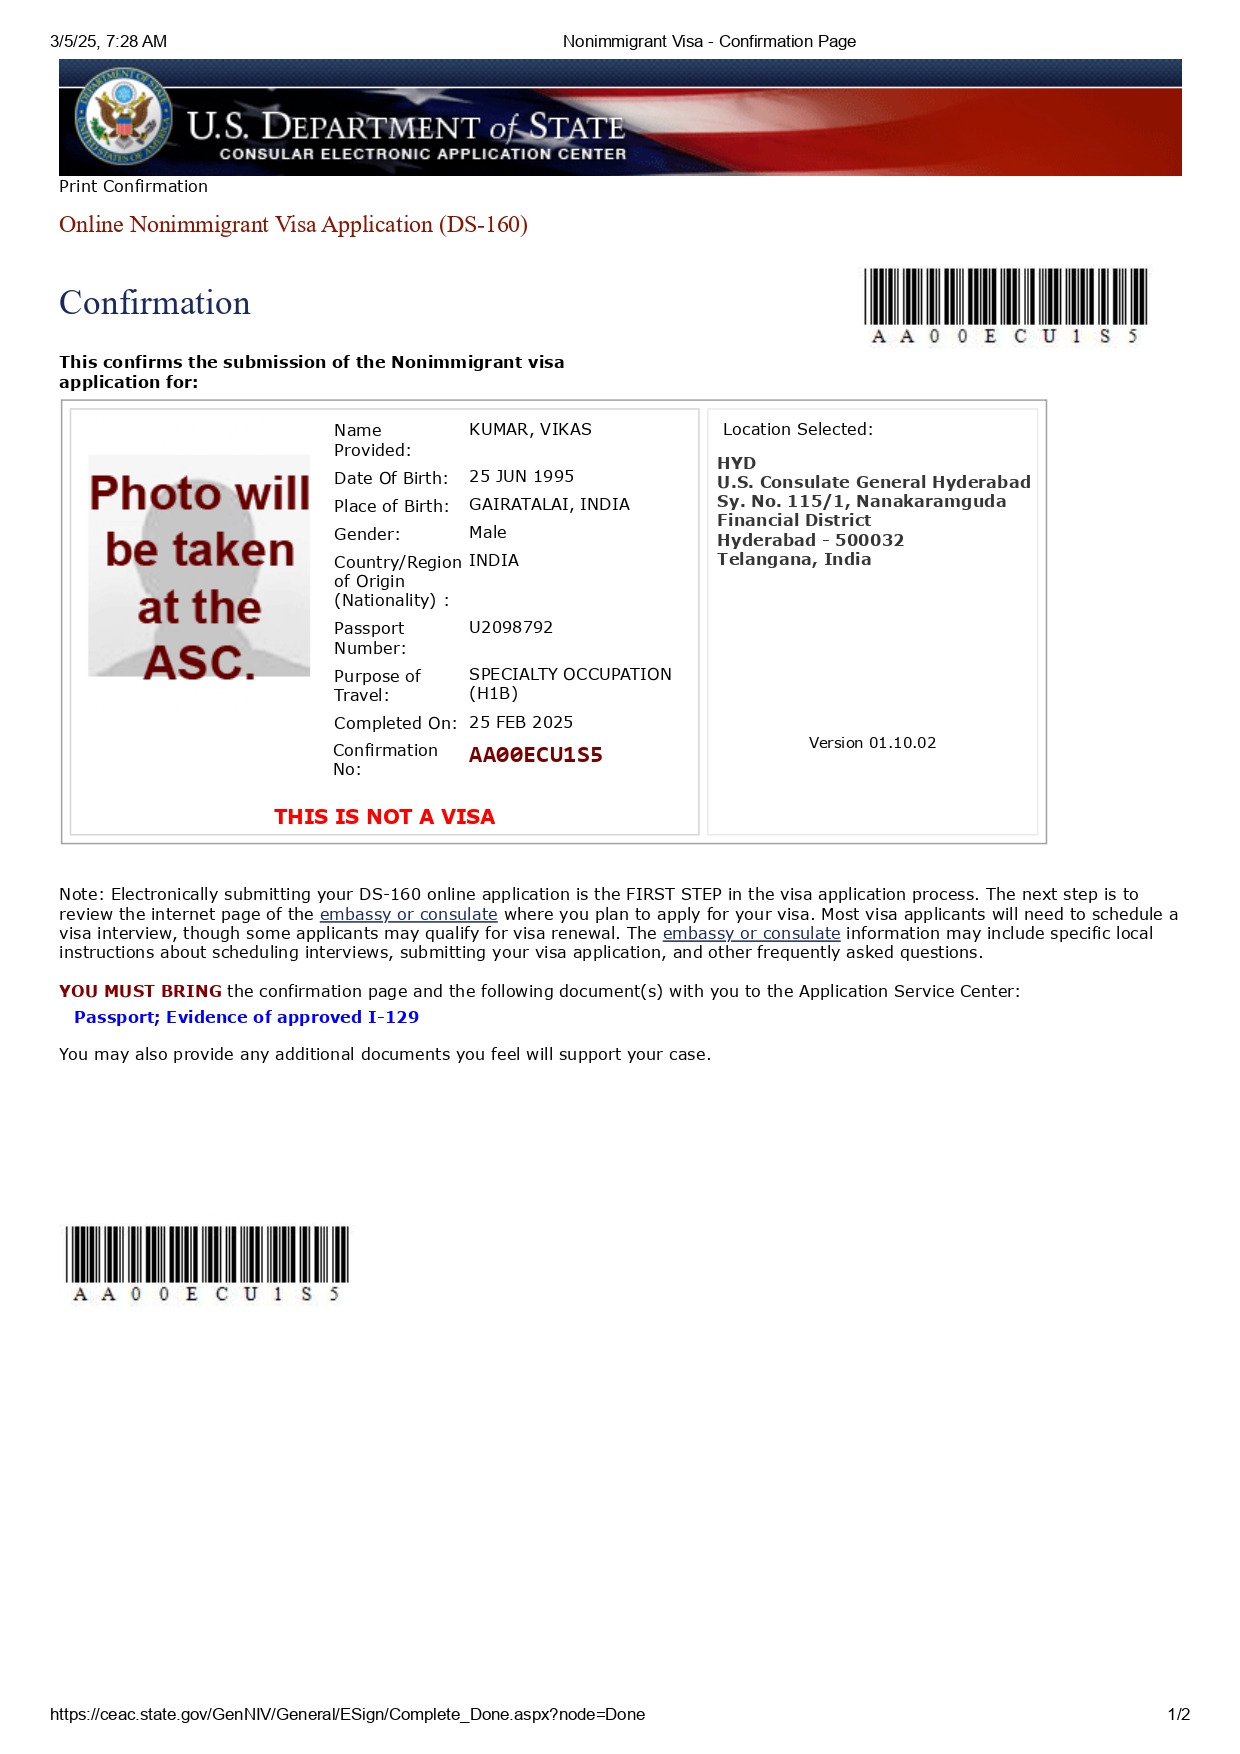 3/5/25, 7:28 AM
Nonimmigrant Visa - Confirmation Page
U.S. DEPARTMENT of STATE
CONSULAR ELECTRONIC APPLICATION CENTER
Print Confirmation
Online Nonimmigrant Visa Application (DS-160)
Confirmation
A A 0 0 E C U 1 S 5
This confirms the submission of the Nonimmigrant visa
application for:
Photo will
be taken
at the
ASC.
Name
Provided:
KUMAR, VIKAS
Date Of Birth: 25 JUN 1995
Place of Birth: GAIRATALAI, INDIA
Gender: Male
Country/Region
of Origin
(Nationality) :
INDIA
Passport
Number:
U2098792
Purpose of
Travel:
SPECIALTY OCCUPATION
(H1B)
Completed On: 25 FEB 2025
Confirmation
No:
AA00ECU1S5
THIS IS NOT A VISA
Location Selected:
HYD
U.S. Consulate General Hyderabad
Sy. No. 115/1, Nanakaramguda
Financial District
Hyderabad - 500032
Telangana, India
Version 01.10.02
Note: Electronically submitting your DS-160 online application is the FIRST STEP in the visa application process. The next step is to
review the internet page of the embassy or consulate where you plan to apply for your visa. Most visa applicants will need to schedule a
visa interview, though some applicants may qualify for visa renewal. The embassy or consulate information may include specific local
instructions about scheduling interviews, submitting your visa application, and other frequently asked questions.
YOU MUST BRING the confirmation page and the following document(s) with you to the Application Service Center:
Passport; Evidence of approved I-129
You may also provide any additional documents you feel will support your case.
A A 0 0 E C U 1 S 5
https://ceac.state.gov/GenNIV/General/ESign/Complete_Done.aspx?node=Done
1/2